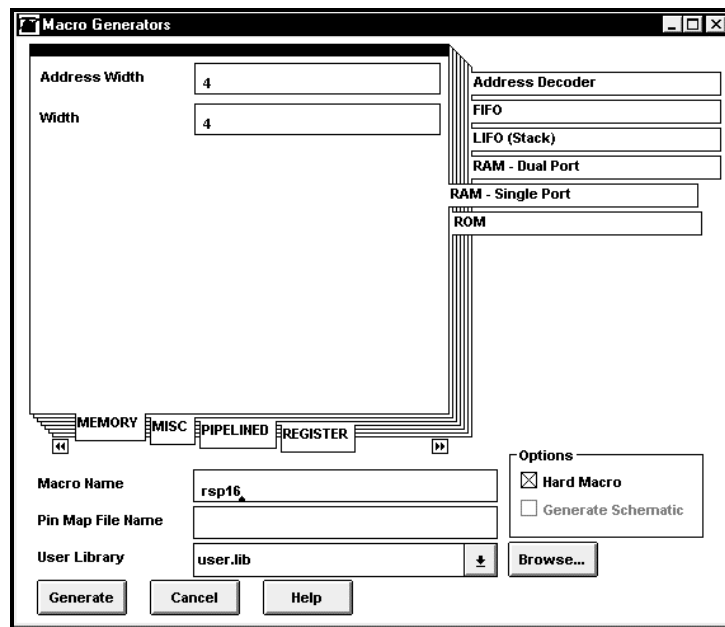 Macro Generators
Address Width 4
Width 4
Address Decoder
FIFO
LIFO (Stack)
RAM - Dual Port
RAM - Single Port
ROM
MEMORY MISC PIPELINED REGISTER
Macro Name rsp16
Pin Map File Name
User Library user.lib Browse...
Options
Hard Macro
Generate Schematic
Generate Cancel Help